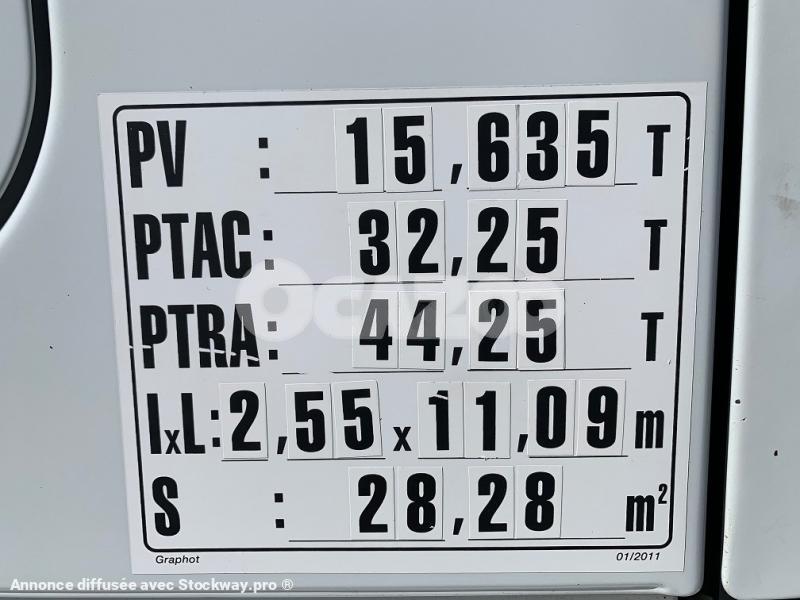 PV : 15,635 T
PTAC: 32,25 T
PTRA: 44,25 T
lxL: 2,55 x 11,09 m
S : 28,28 m²
Graphot 01/2011
OCAZOO
Annonce diffusée avec Stockway.pro ®